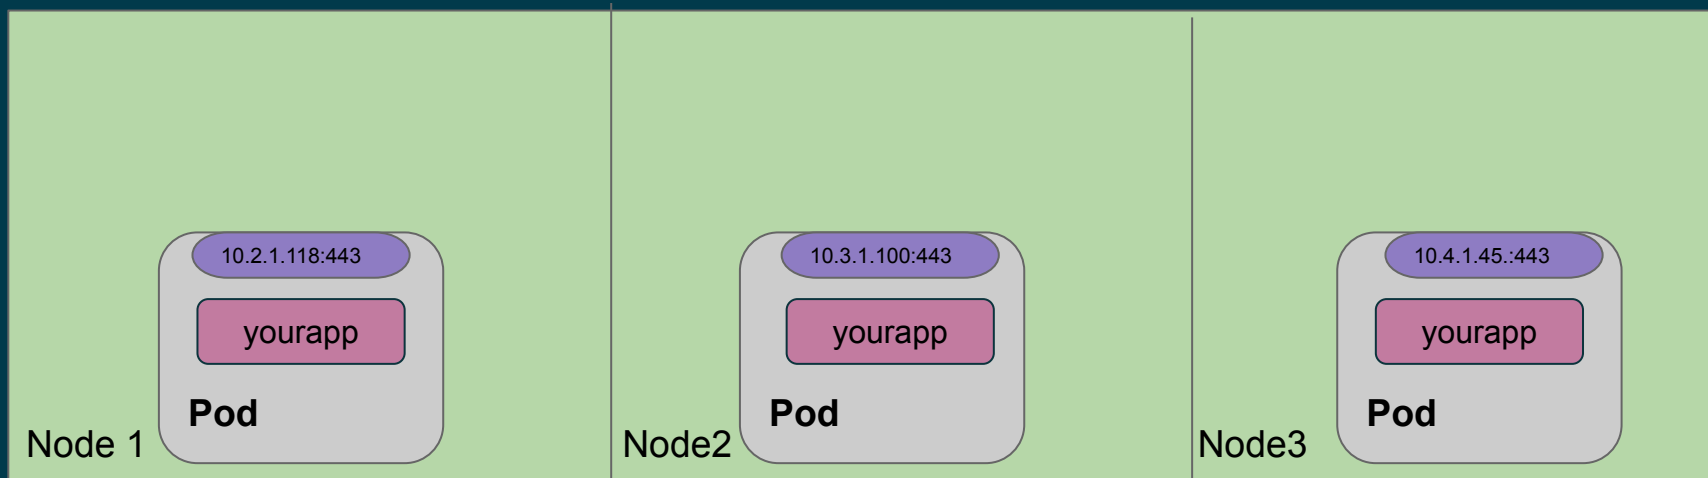 10.2.1.118:443
yourapp
Pod
Node 1
10.3.1.100:443
yourapp
Pod
Node2
10.4.1.45.:443
yourapp
Pod
Node3